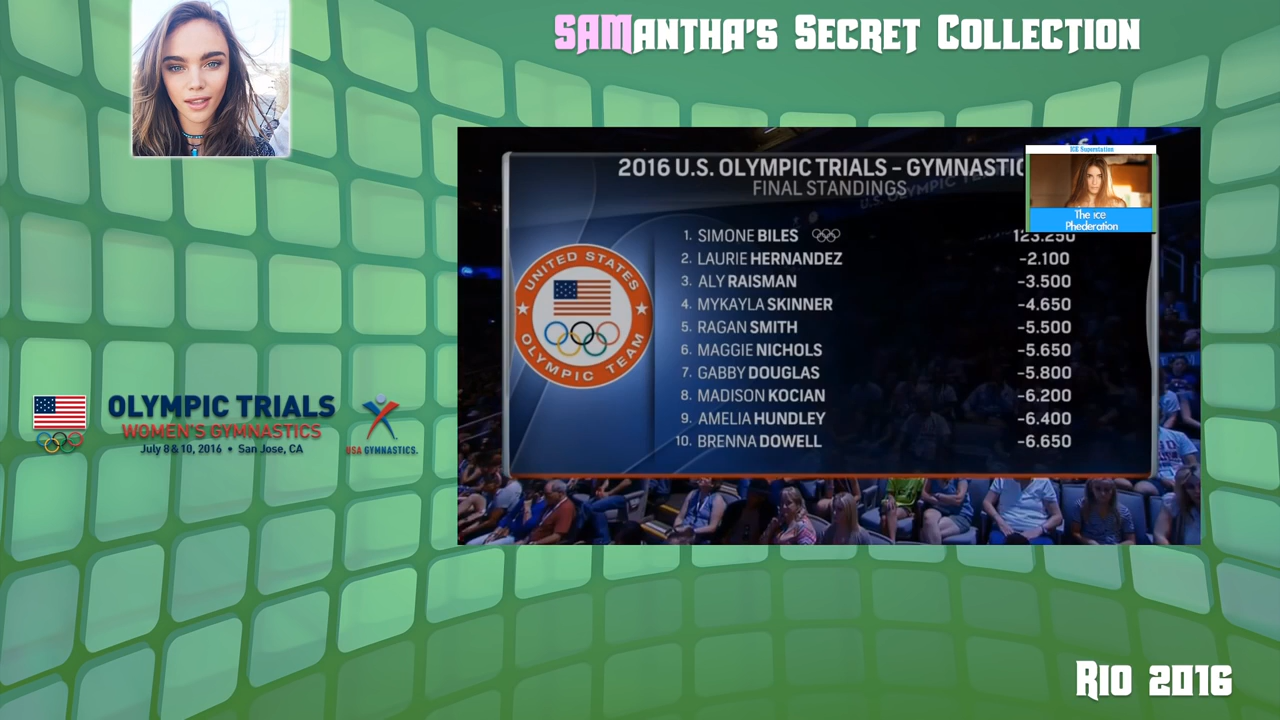 SAMANTHA'S SECRET COLLECTION
2016 U.S. OLYMPIC TRIALS – GYMNASTIC
FINAL STANDINGS
ICE Superstation
The ice
Phederation
1. SIMONE BILES 123.250
2. LAURIE HERNANDEZ -2.100
3. ALY RAISMAN -3.500
4. MYKAYLA SKINNER -4.650
5. RAGAN SMITH -5.500
6. MAGGIE NICHOLS -5.650
7. GABBY DOUGLAS -5.800
8. MADISON KOCIAN -6.200
9. AMELIA HUNDLEY -6.400
10. BRENNA DOWELL -6.650
UNITED STATES
OLYMPIC TEAM
OLYMPIC TRIALS
WOMEN'S GYMNASTICS
July 8 & 10, 2016 • San Jose, CA
USA GYMNASTICS.
RIO 2016